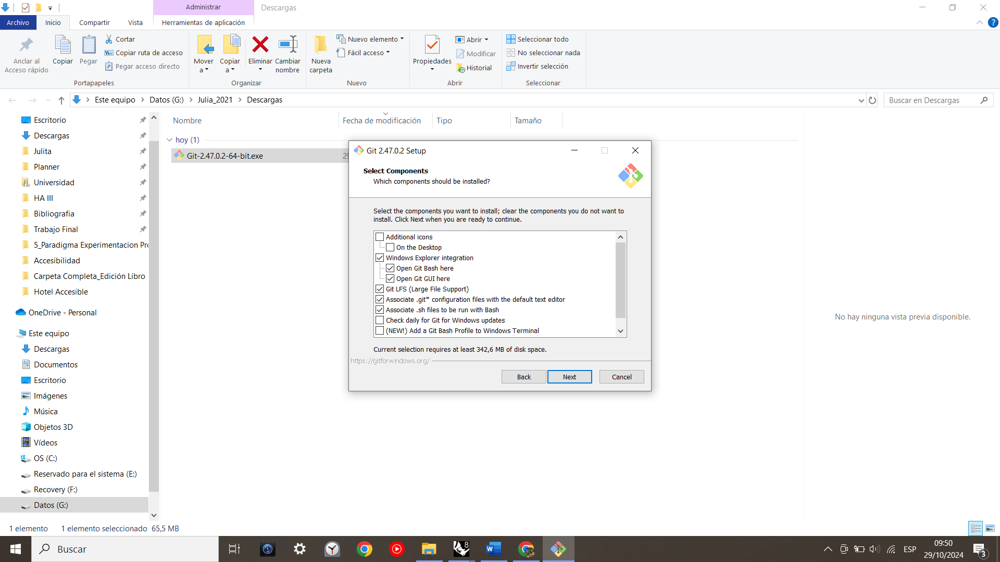 Administrar
Descargas
Archivo
Inicio
Compartir
Vista
Herramientas de aplicación
Anclar al
Acceso rápido
Copiar
Pegar
Cortar
Copiar ruta de acceso
Pegar acceso directo
Portapapeles
Mover
a
Copiar
a
Eliminar
Cambiar
nombre
Organizar
Nueva
carpeta
Nuevo elemento
Fácil acceso
Nuevo
Propiedades
Abrir
Modificar
Historial
Abrir
Seleccionar todo
No seleccionar nada
Invertir selección
Seleccionar
Este equipo
Datos (G:)
Julia_2021
Descargas
Buscar en Descargas
Escritorio
Descargas
Julita
Planner
Universidad
HA III
Bibliografia
Trabajo Final
5_Paradigma Experimentacion
Accesibilidad
Carpeta Completa_Edición Libro
Hotel Accesible
OneDrive - Personal
Este equipo
Descargas
Documentos
Escritorio
Imágenes
Música
Objetos 3D
Vídeos
OS (C:)
Reservado para el sistema (E:)
Recovery (F:)
Datos (G:)
Nombre
Fecha de modificación
Tipo
Tamaño
hoy (1)
Git-2.47.0.2-64-bit.exe
Git 2.47.0.2 Setup
Select Components
Which components should be installed?
Select the components you want to install; clear the components you do not want to
install. Click Next when you are ready to continue.
Additional icons
On the Desktop
Windows Explorer integration
Open Git Bash here
Open Git GUI here
Git LFS (Large File Support)
Associate .git* configuration files with the default text editor
Associate .sh files to be run with Bash
Check daily for Git for Windows updates
(NEW!) Add a Git Bash Profile to Windows Terminal
Current selection requires at least 342,6 MB of disk space.
https://gitforwindows.org/
Back
Next
Cancel
No hay ninguna vista previa disponible.
1 elemento
1 elemento seleccionado 65,5 MB
Buscar
8
ESP
09:50
29/10/2024
3